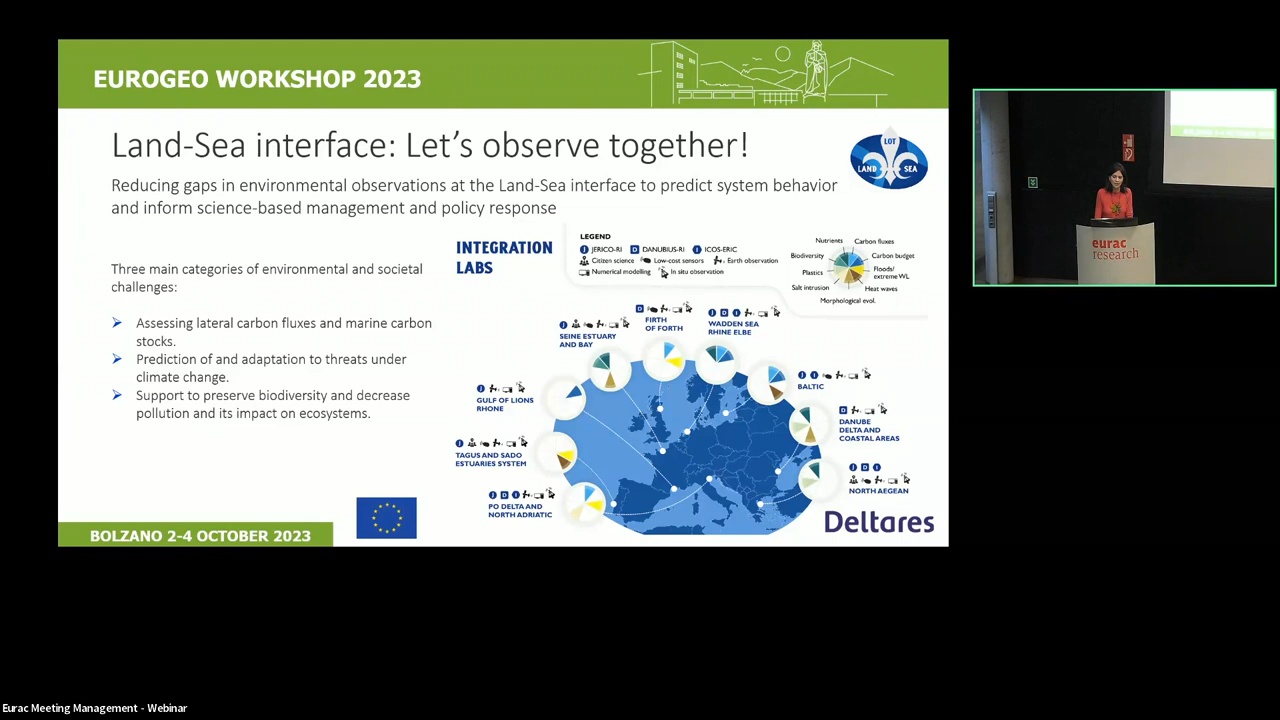 EUROGEO WORKSHOP 2023
Land-Sea interface: Let's observe together!
LOT
LAND
SEA
Reducing gaps in environmental observations at the Land-Sea interface to predict system behavior
and inform science-based management and policy response
Three main categories of environmental and societal
challenges:
Assessing lateral carbon fluxes and marine carbon
stocks.
Prediction of and adaptation to threats under
climate change.
Support to preserve biodiversity and decrease
pollution and its impact on ecosystems.
INTEGRATION
LABS
LEGEND
J JERICO-RI D DANUBIUS-RI I ICOS-ERIC
Citizen science Low-cost sensors Earth observation
Numerical modelling In situ observation
Nutrients
Carbon fluxes
Biodiversity
Carbon budget
Plastics
Floods/
extreme WL
Salt intrusion
Heat waves
Morphological evol.
D
FIRTH
OF FORTH
J D I
WADDEN SEA
RHINE ELBE
J
SEINE ESTUARY
AND BAY
J I
BALTIC
J
GULF OF LIONS
RHONE
D
DANUBE
DELTA AND
COASTAL AREAS
J
TAGUS AND SADO
ESTUARIES SYSTEM
J D I
NORTH AEGEAN
J D I
PO DELTA AND
NORTH ADRIATIC
Deltares
BOLZANO 2-4 OCTOBER 2023
eurac
research
Eurac Meeting Management - Webinar